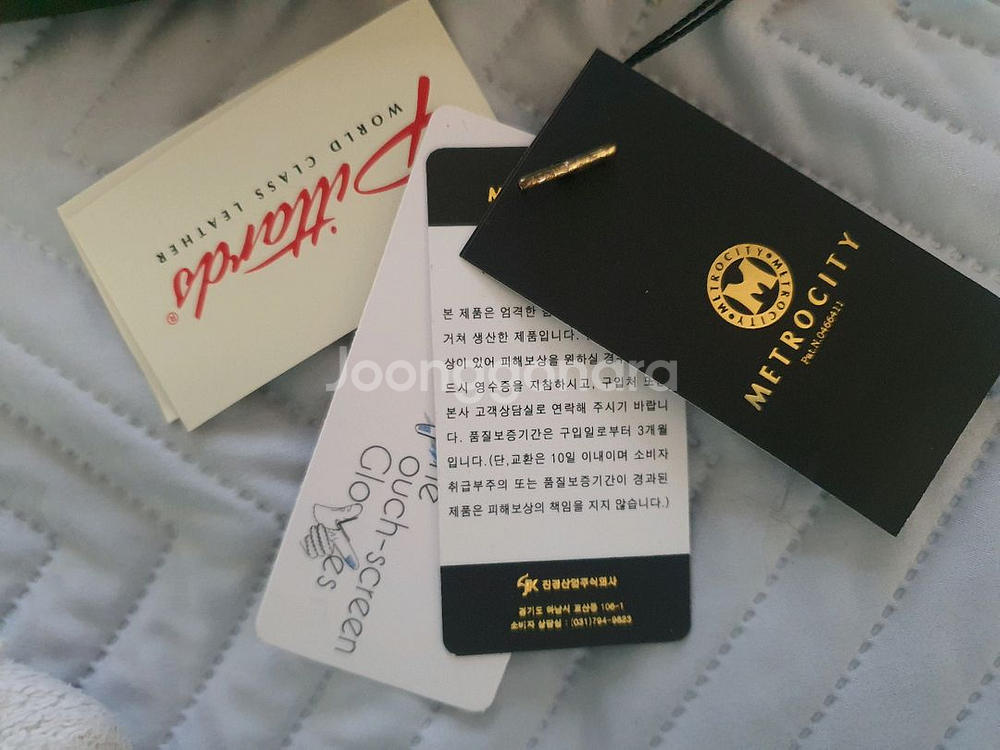 Pittards®
WORLD CLASS LEATHER
METROCITY • METROCITY •
M
METROCITY
Pat.N.0466411
본 제품은 엄격한
거쳐 생산한 제품입니다.
상이 있어 피해보상을 원하실 경
드시 영수증을 지참하시고, 구입처 또는
본사 고객상담실로 연락해 주시기 바랍니
다. 품질보증기간은 구입일로부터 3개월
입니다.(단,교환은 10일 이내이며 소비자
취급부주의 또는 품질보증기간이 경과된
제품은 피해보상의 책임을 지지 않습니다.)
JK 진경산업주식회사
경기도 하남시 초산동 106-1
소비자 상담실 : (031)794-9823
ouch-screen
Gloves
Joonggonara